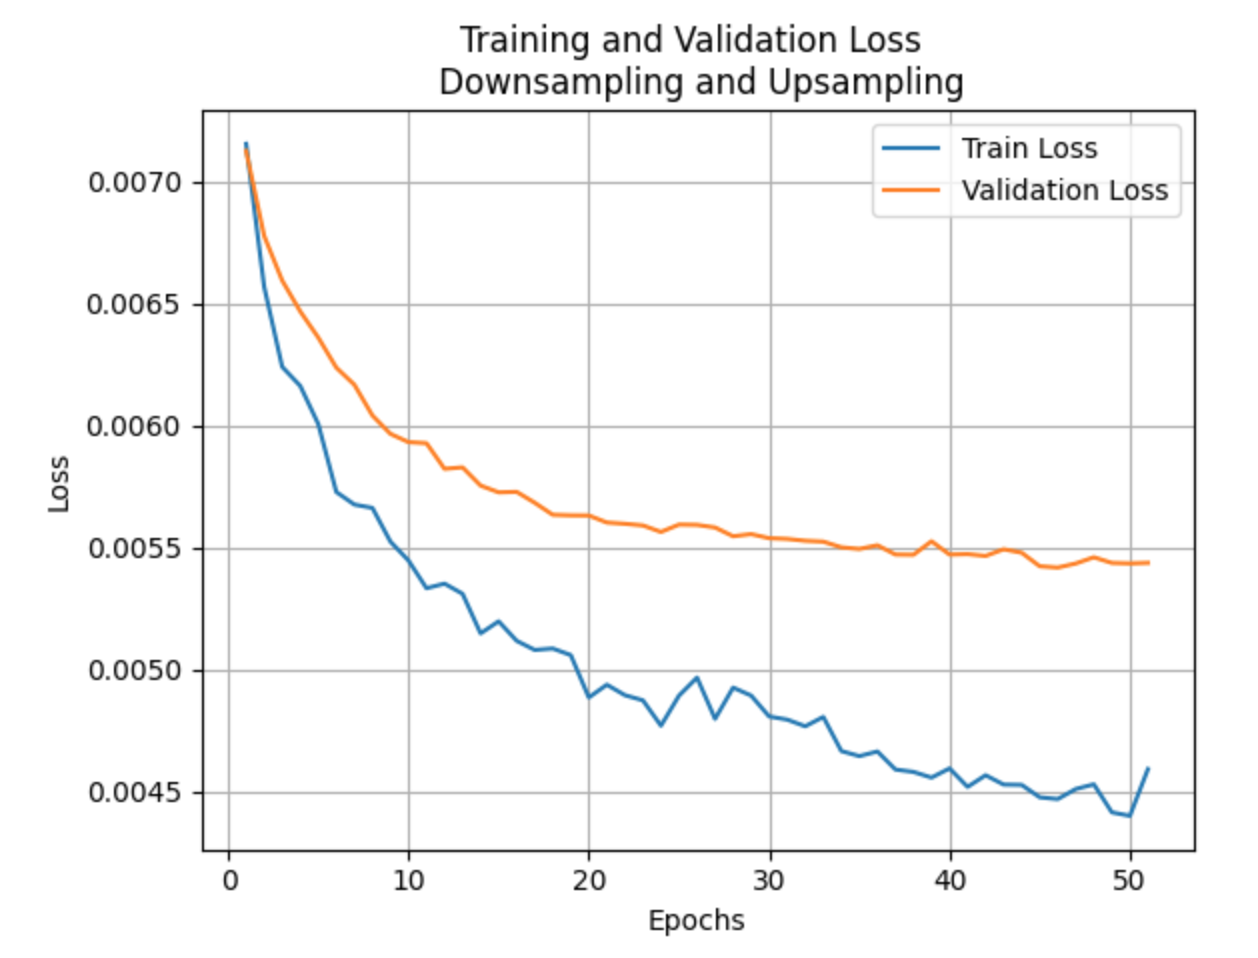 Training and Validation Loss
Downsampling and Upsampling
Train Loss
Validation Loss
0.0070
0.0065
0.0060
0.0055
0.0050
0.0045
Loss
0 10 20 30 40 50
Epochs